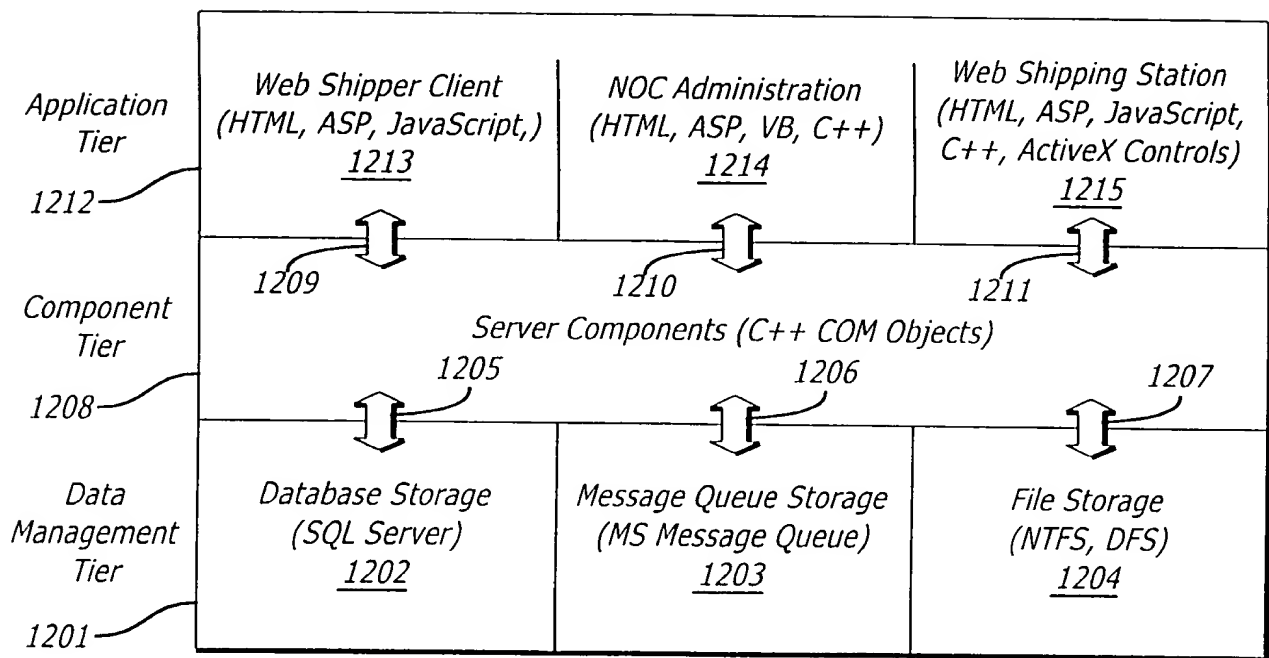 Application
Tier
1212
Web Shipper Client
(HTML, ASP, JavaScript,)
1213
NOC Administration
(HTML, ASP, VB, C++)
1214
Web Shipping Station
(HTML, ASP, JavaScript,
C++, ActiveX Controls)
1215
1209
1210
1211
Component
Tier
1208
Server Components (C++ COM Objects)
1205
1206
1207
Data
Management
Tier
1201
Database Storage
(SQL Server)
1202
Message Queue Storage
(MS Message Queue)
1203
File Storage
(NTFS, DFS)
1204